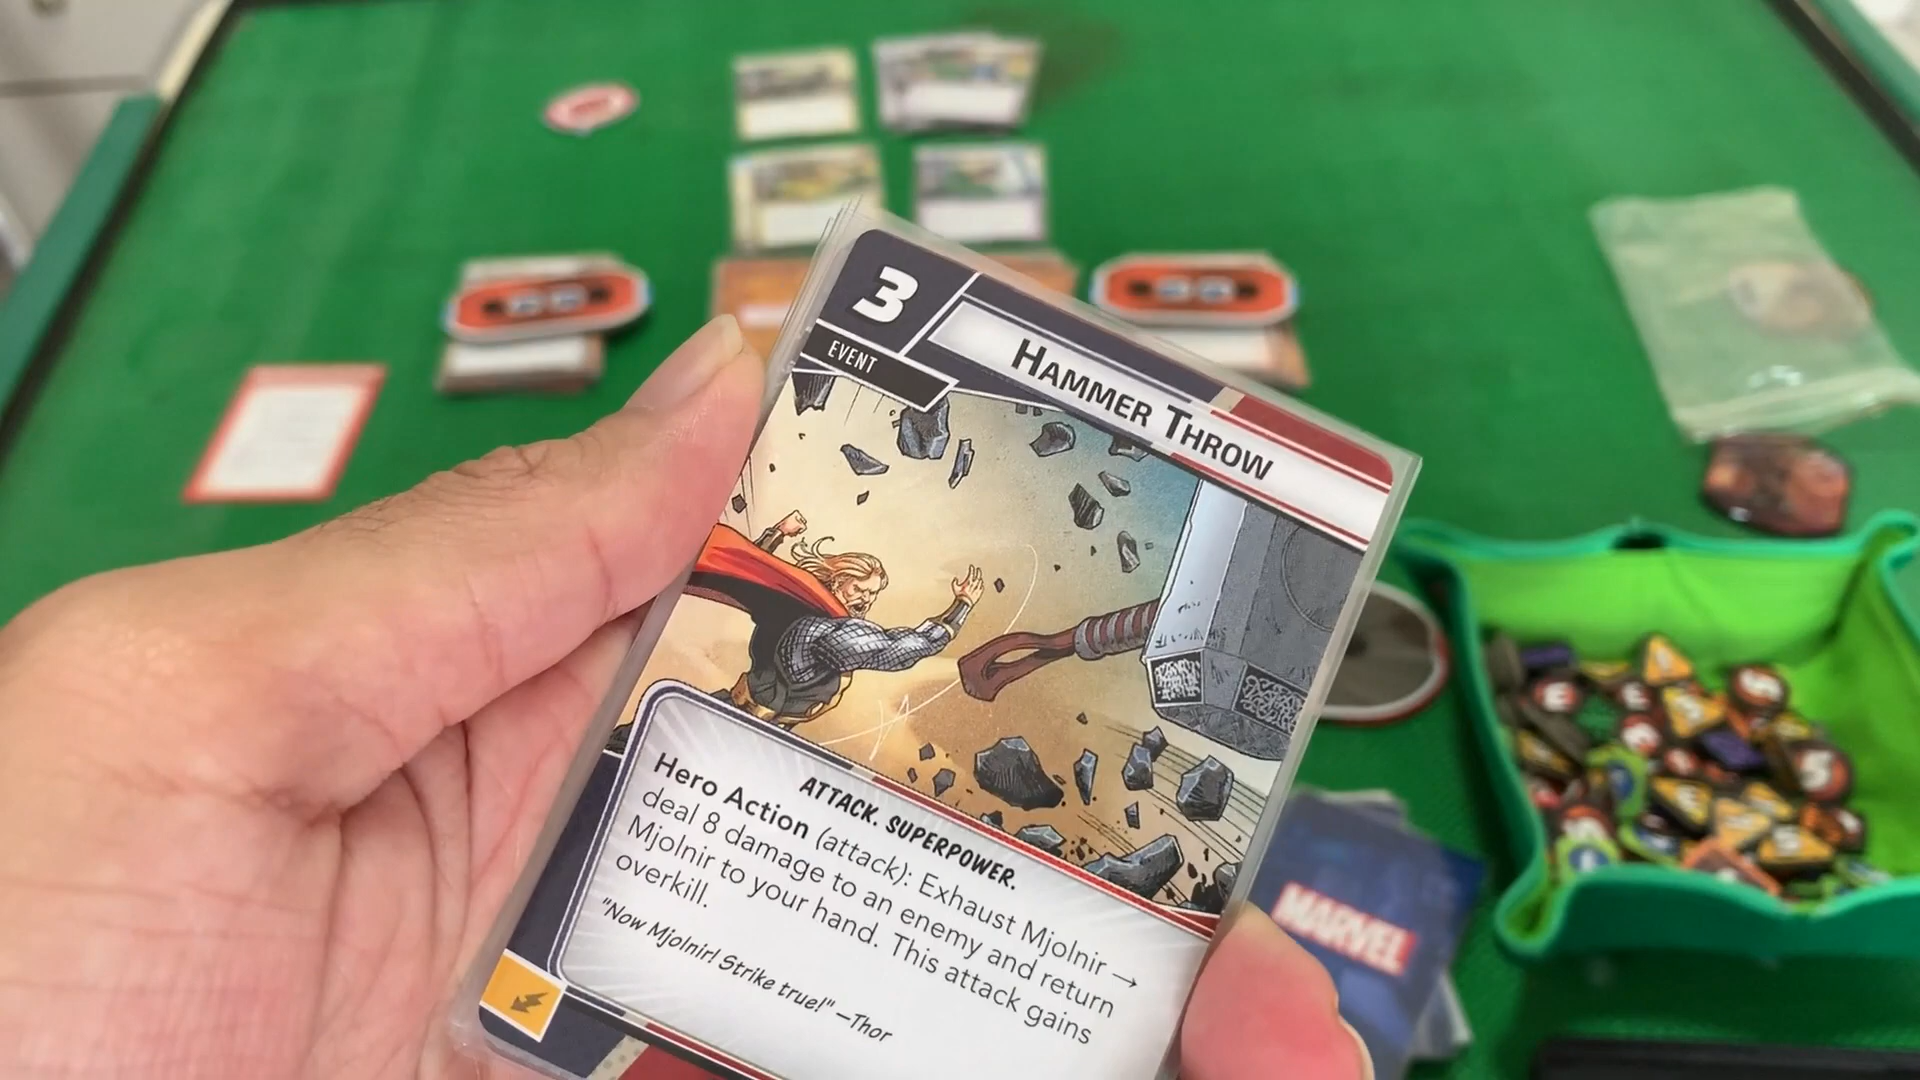 3
HAMMER THROW
EVENT
ATTACK. SUPERPOWER.
Hero Action (attack): Exhaust Mjolnir →
deal 8 damage to an enemy and return
Mjolnir to your hand. This attack gains
overkill.
"Now Mjolnir! Strike true!" —Thor
MARVEL